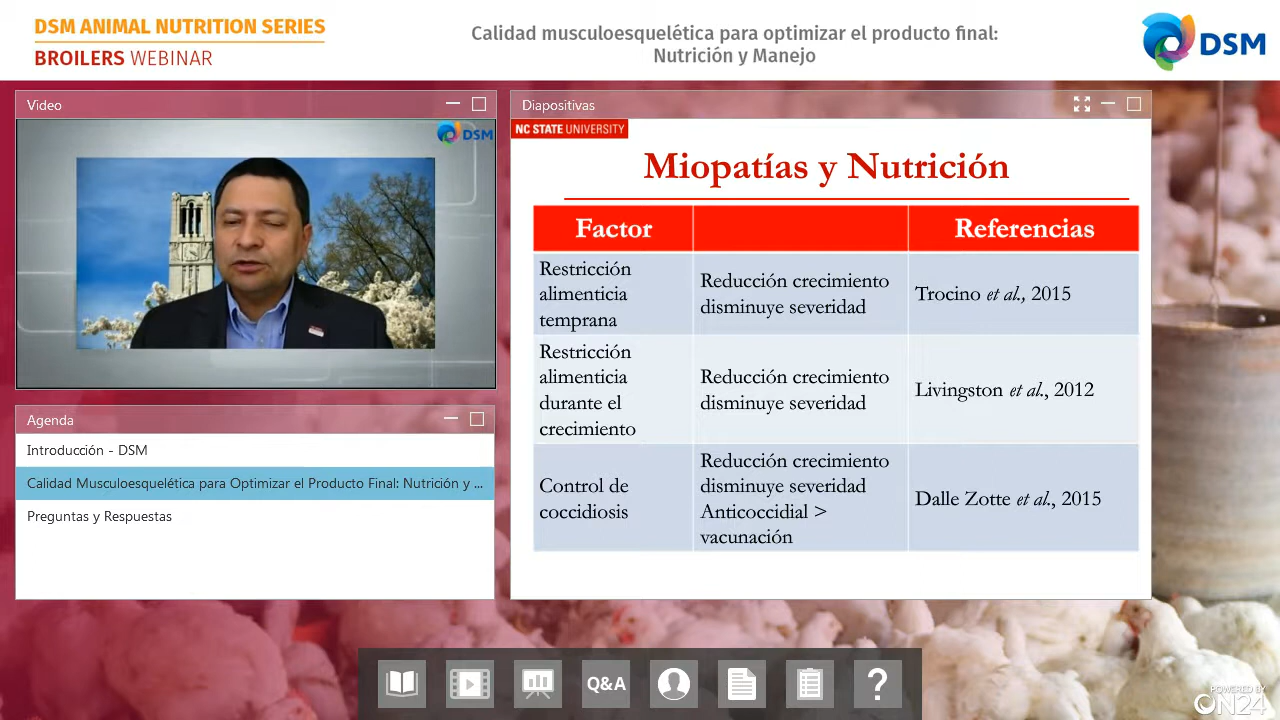 DSM ANIMAL NUTRITION SERIES
BROILERS WEBINAR
Calidad musculoesquelética para optimizar el producto final:
Nutrición y Manejo
DSM
Video
DSM
Diapositivas
NC STATE UNIVERSITY
Miopatías y Nutrición
Factor
Referencias
Restricción
alimenticia
temprana
Reducción crecimiento
disminuye severidad
Trocino et al., 2015
Restricción
alimenticia
durante el
crecimiento
Reducción crecimiento
disminuye severidad
Livingston et al., 2012
Control de
coccidiosis
Reducción crecimiento
disminuye severidad
Anticoccidial >
vacunación
Dalle Zotte et al., 2015
Agenda
Introducción - DSM
Calidad Musculoesquelética para Optimizar el Producto Final: Nutrición y ...
Preguntas y Respuestas
Q&A
?
POWERED BY
ON24